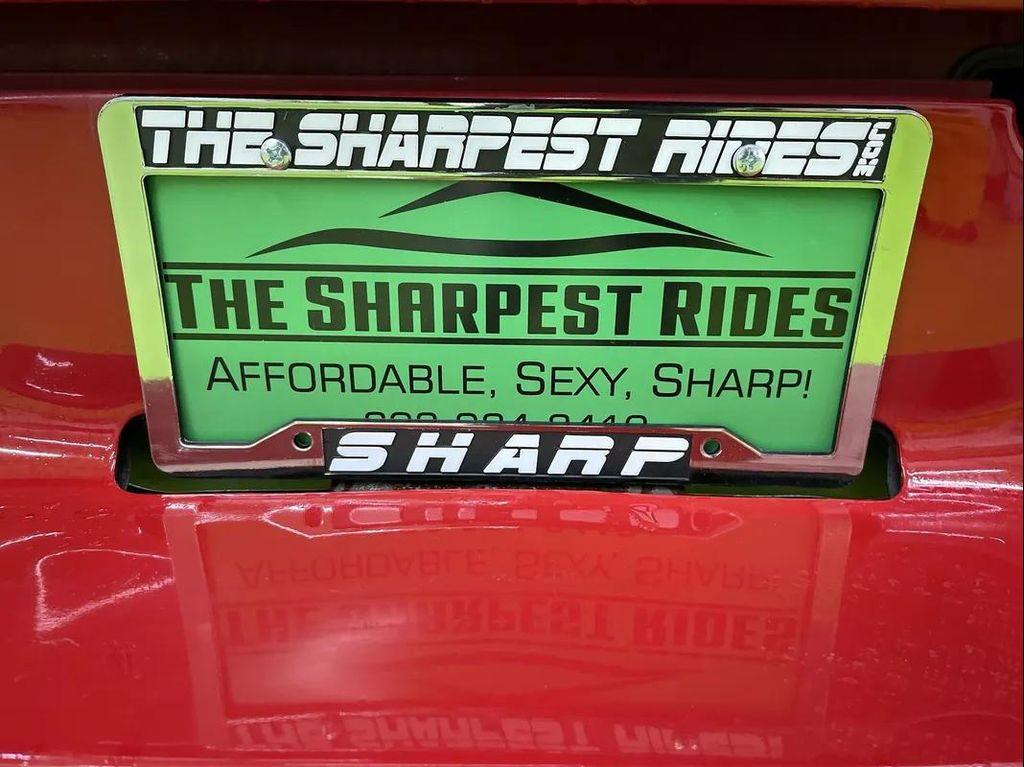 THE SHARPEST RIDES.COM
THE SHARPEST RIDES
AFFORDABLE, SEXY, SHARP!
SHARP